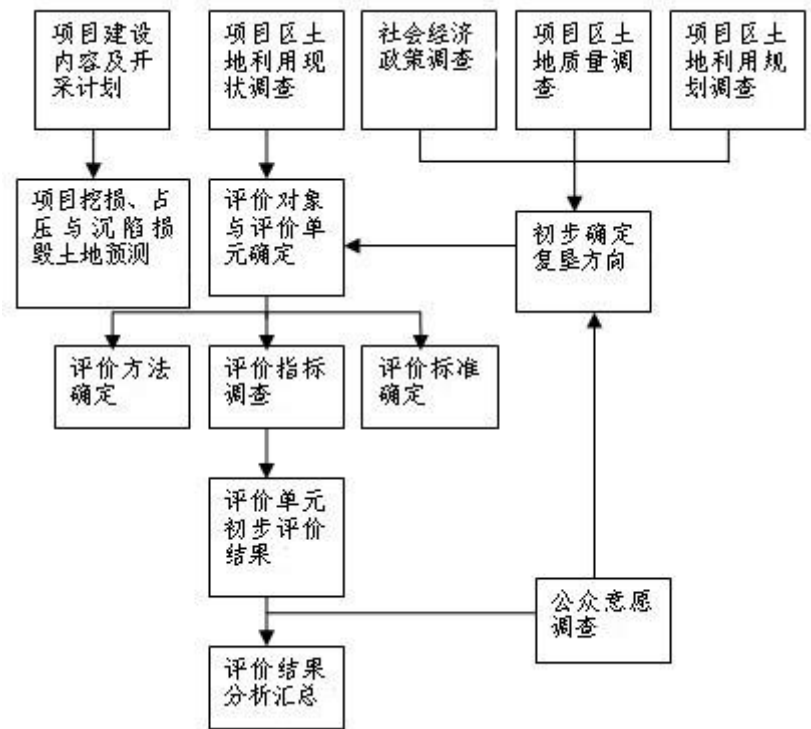 项目建设
内容及开
采计划
项目区土
地利用现
状调查
社会经济
政策调查
项目区土
地质量调
查
项目区土
地利用规
划调查
项目挖损、占
压与沉陷损
毁土地预测
评价对象
与评价单
元确定
初步确定
复垦方向
评价方法
确定
评价指标
调查
评价标准
确定
评价单元
初步评价
结果
公众意愿
调查
评价结果
分析汇总